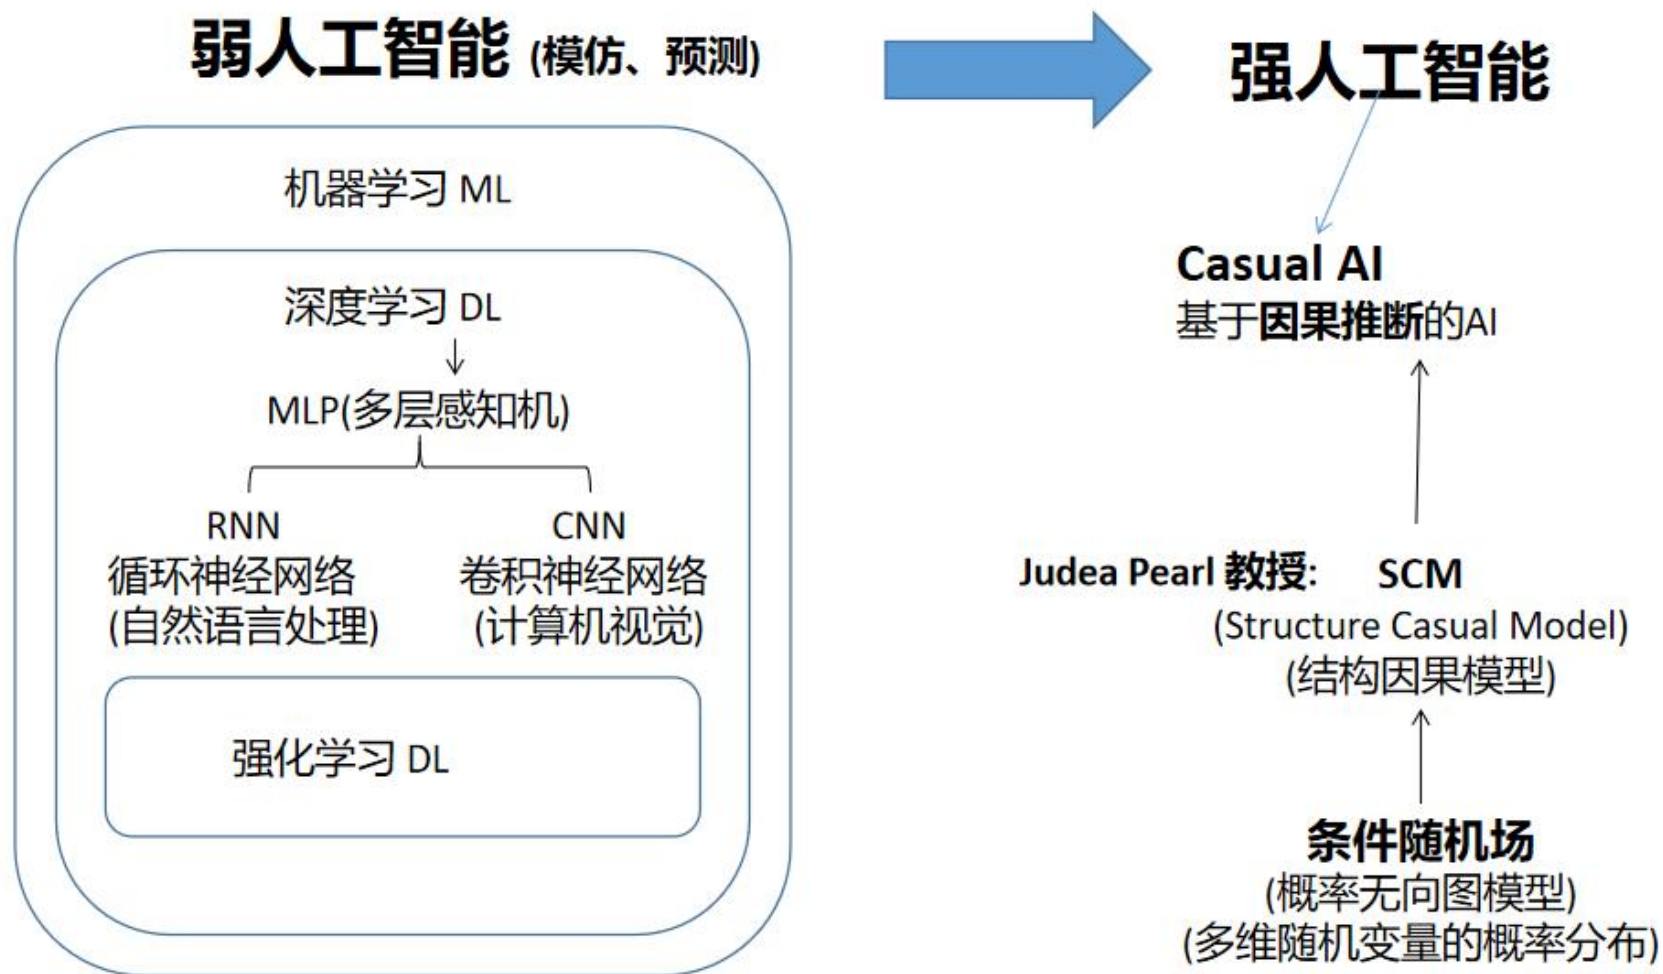 弱人工智能 (模仿、预测)
强人工智能
机器学习 ML
深度学习 DL
MLP(多层感知机)
RNN
循环神经网络
(自然语言处理)
CNN
卷积神经网络
(计算机视觉)
强化学习 DL
Casual AI
基于因果推断的AI
Judea Pearl 教授: SCM
(Structure Casual Model)
(结构因果模型)
条件随机场
(概率无向图模型)
(多维随机变量的概率分布)